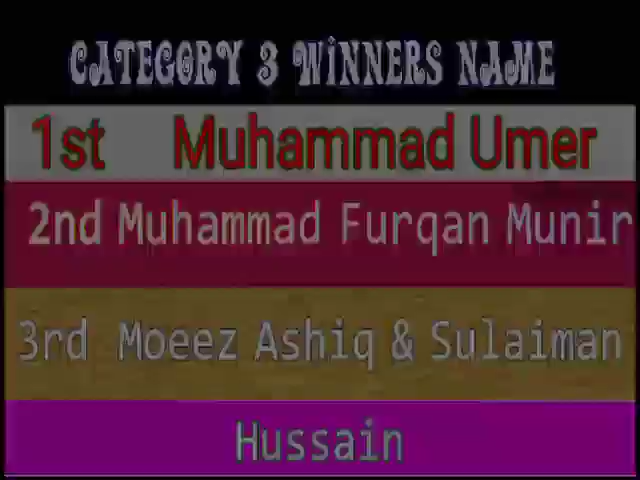 CATEGORY 3 WINNERS NAME
1st Muhammad Umer
2nd Muhammad Furqan Munir
3rd Moeez Ashiq & Sulaiman
Hussain